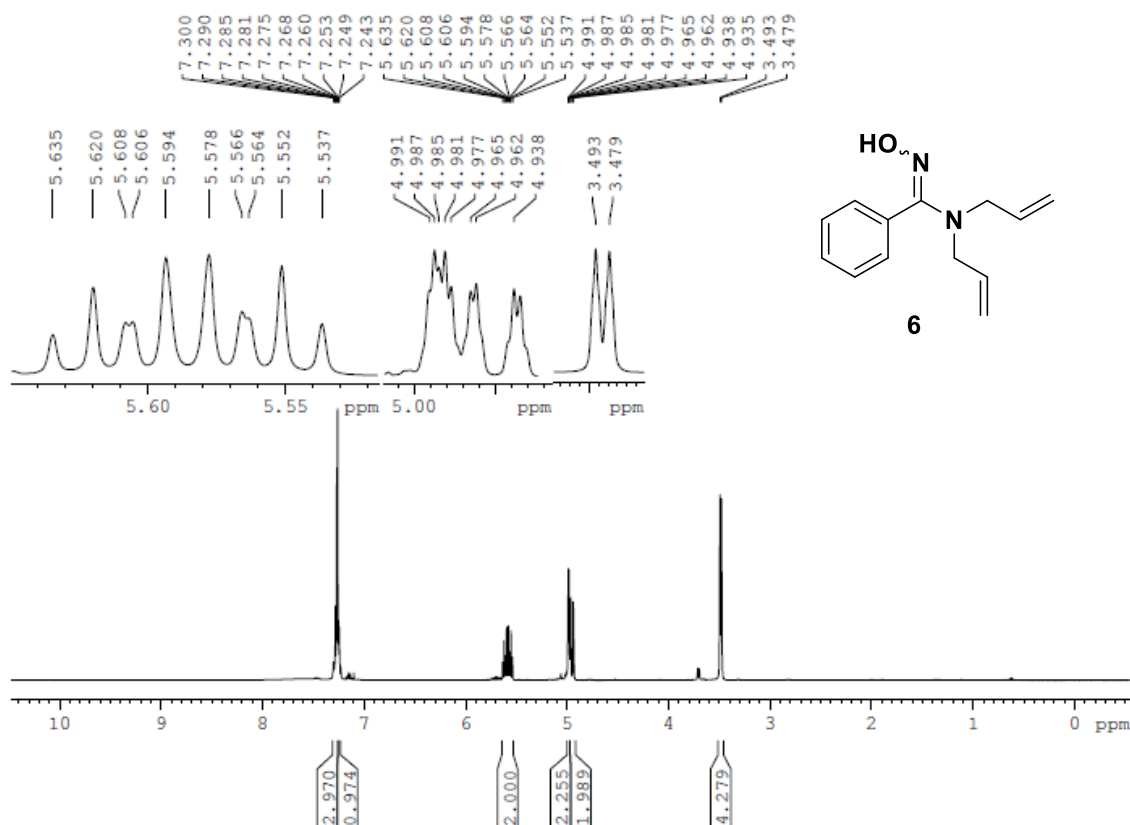 7.300 7.290 7.285 7.281 7.275 7.268 7.260 7.253 7.249 7.243 5.635 5.620 5.608 5.606 5.594 5.578 5.566 5.564 5.552 5.537 4.991 4.987 4.985 4.981 4.977 4.965 4.962 4.938 4.935 3.493 3.479
5.635 5.620 5.608 5.606 5.594 5.578 5.566 5.564 5.552 5.537 4.991 4.987 4.985 4.981 4.977 4.965 4.962 4.938 3.493 3.479
HO
N
N
6
5.60 5.55 ppm 5.00 ppm ppm
10 9 8 7 6 5 4 3 2 1 0 ppm
2.970 0.974 2.000 2.255 1.989 4.279